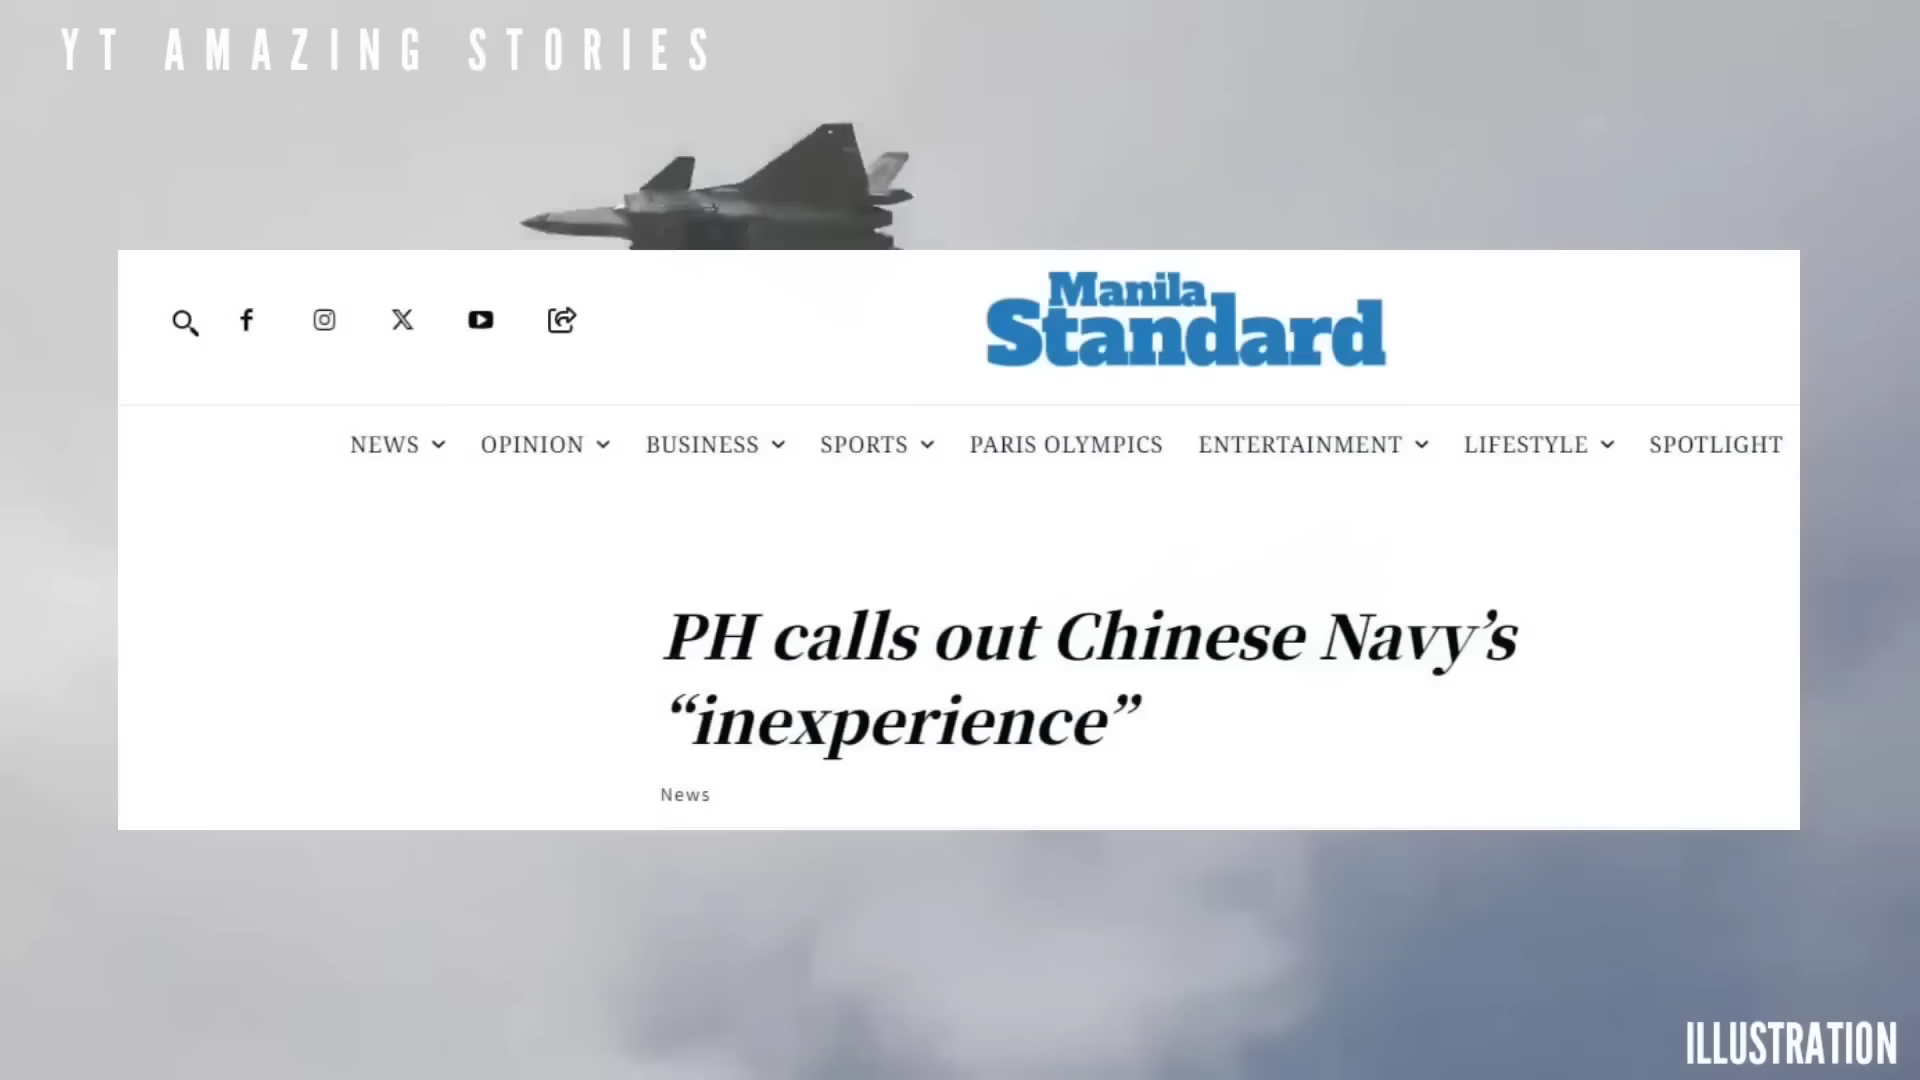 YT AMAZING STORIES
Manila
Standard
NEWS OPINION BUSINESS SPORTS PARIS OLYMPICS ENTERTAINMENT LIFESTYLE SPOTLIGHT
PH calls out Chinese Navy’s
“inexperience”
News
ILLUSTRATION